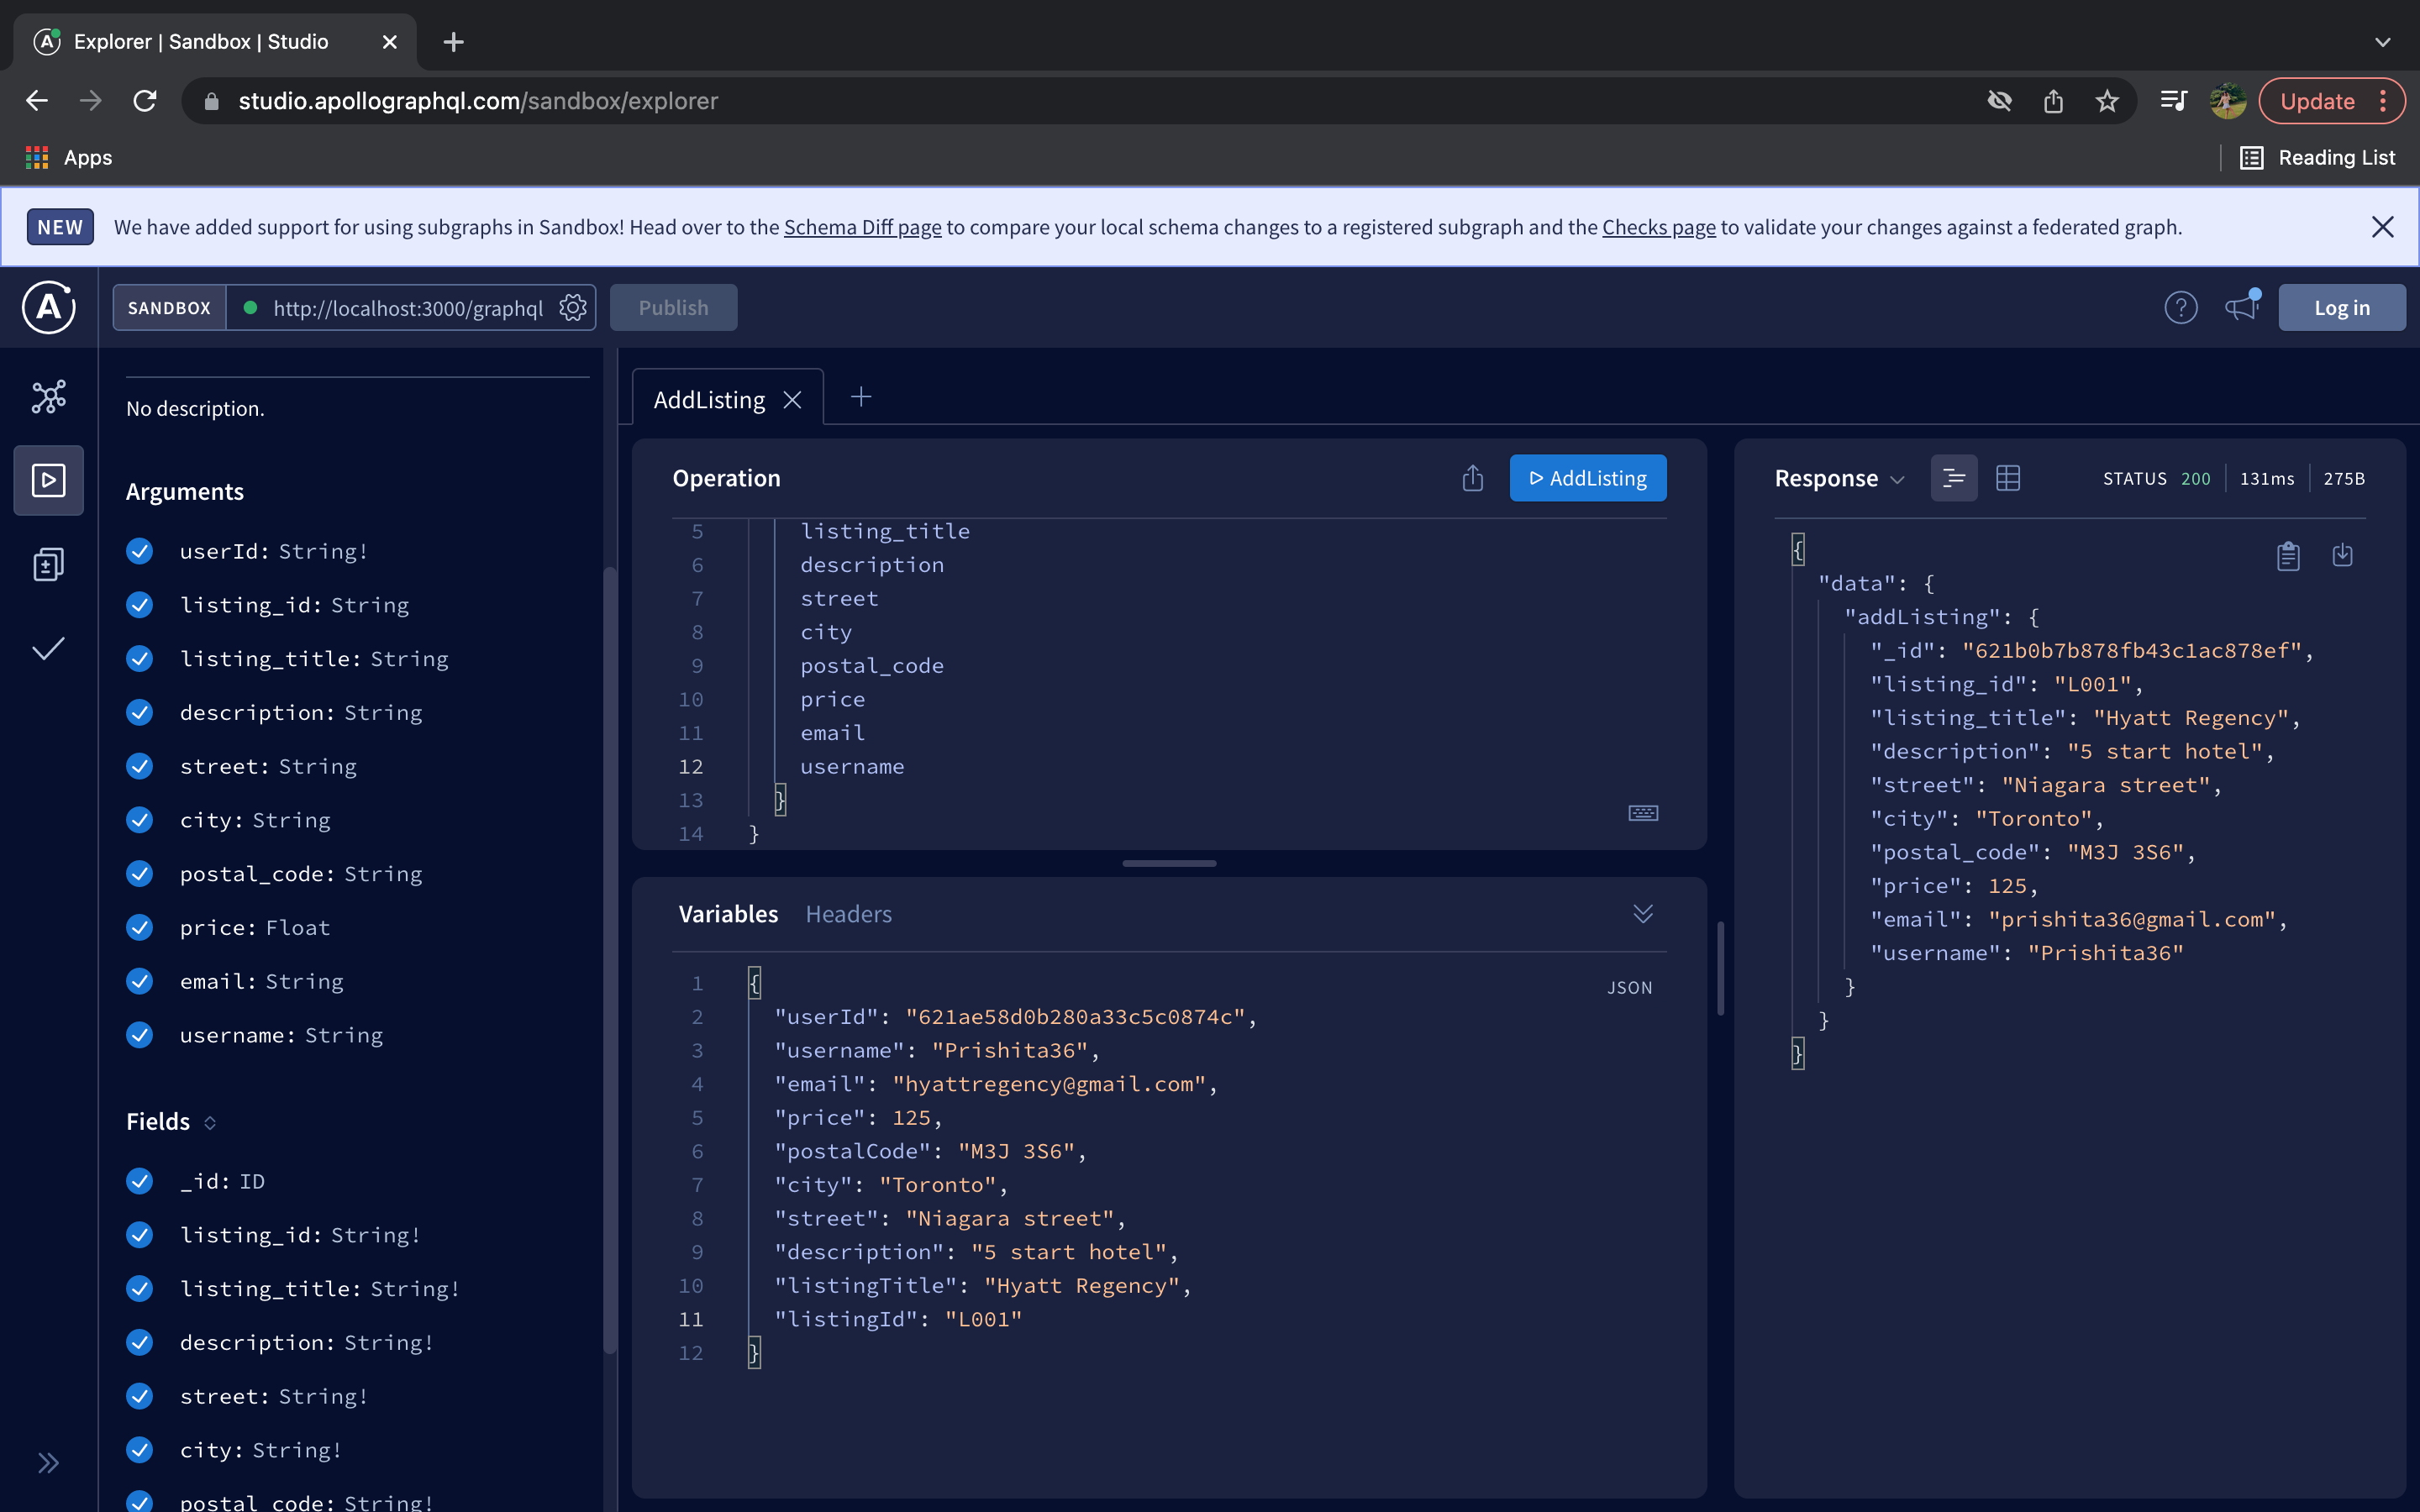 Explorer | Sandbox | Studio
studio.apollographql.com/sandbox/explorer
Update
Apps
Reading List
NEW We have added support for using subgraphs in Sandbox! Head over to the Schema Diff page to compare your local schema changes to a registered subgraph and the Checks page to validate your changes against a federated graph.
A
SANDBOX http://localhost:3000/graphql Publish
? Log in
No description.
Arguments
userId: String!
listing_id: String
listing_title: String
description: String
street: String
city: String
postal_code: String
price: Float
email: String
username: String
Fields
_id: ID
listing_id: String!
listing_title: String!
description: String!
street: String!
city: String!
postal_code: String!
AddListing
Operation
AddListing
5 listing_title
6 description
7 street
8 city
9 postal_code
10 price
11 email
12 username
13 }
14 }
Variables Headers
JSON
1 {
2 "userId": "621ae58d0b280a33c5c0874c",
3 "username": "Prishita36",
4 "email": "hyattregency@gmail.com",
5 "price": 125,
6 "postalCode": "M3J 3S6",
7 "city": "Toronto",
8 "street": "Niagara street",
9 "description": "5 start hotel",
10 "listingTitle": "Hyatt Regency",
11 "listingId": "L001"
12 }
Response STATUS 200 131ms 275B
{
"data": {
"addListing": {
"_id": "621b0b7b878fb43c1ac878ef",
"listing_id": "L001",
"listing_title": "Hyatt Regency",
"description": "5 start hotel",
"street": "Niagara street",
"city": "Toronto",
"postal_code": "M3J 3S6",
"price": 125,
"email": "prishita36@gmail.com",
"username": "Prishita36"
}
}
}